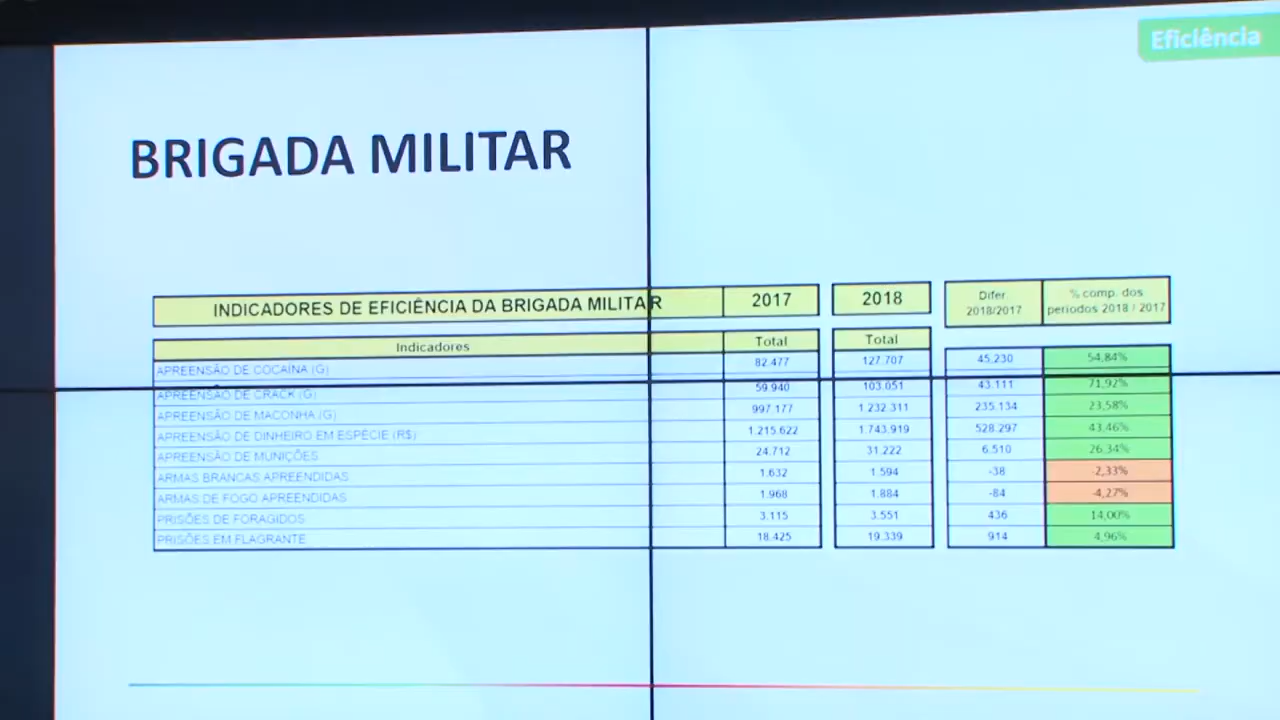 Eficiência
BRIGADA MILITAR
INDICADORES DE EFICIÊNCIA DA BRIGADA MILITAR 2017 2018 Difer 2018/2017 % comp. dos períodos 2018 / 2017
Indicadores Total Total
APREENSÃO DE COCAÍNA (G) 82.477 127.707 45.230 54,84%
APREENSÃO DE CRACK (G) 59.940 103.051 43.111 71,92%
APREENSÃO DE MACONHA (G) 997.177 1.232.311 235.134 23,58%
APREENSÃO DE DINHEIRO EM ESPÉCIE (R$) 1.215.622 1.743.919 528.297 43,46%
APREENSÃO DE MUNIÇÕES 24.712 31.222 6.510 26,34%
ARMAS BRANCAS APREENDIDAS 1.632 1.594 -38 -2,33%
ARMAS DE FOGO APREENDIDAS 1.968 1.884 -84 -4,27%
PRISÕES DE FORAGIDOS 3.115 3.551 436 14,00%
PRISÕES EM FLAGRANTE 18.425 19.339 914 4,96%